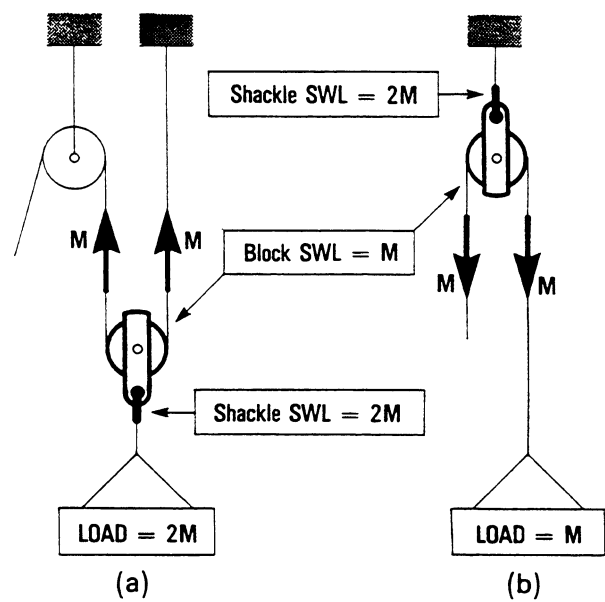 Shackle SWL = 2M
M
M
Block SWL = M
M
M
Shackle SWL = 2M
LOAD = 2M
LOAD = M
(a)
(b)